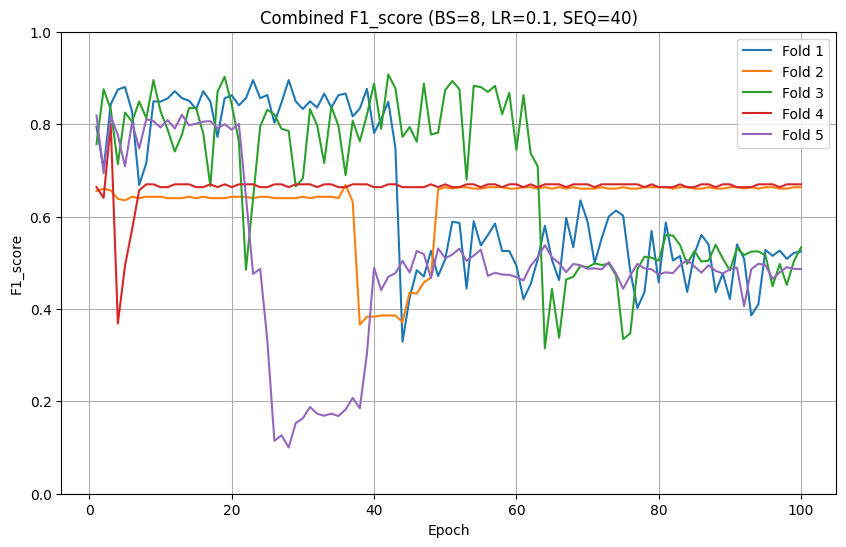 Combined F1_score (BS=8, LR=0.1, SEQ=40)
1.0
0.8
0.6
0.4
0.2
0.0
F1_score
0
20
40
60
80
100
Epoch
Fold 1
Fold 2
Fold 3
Fold 4
Fold 5